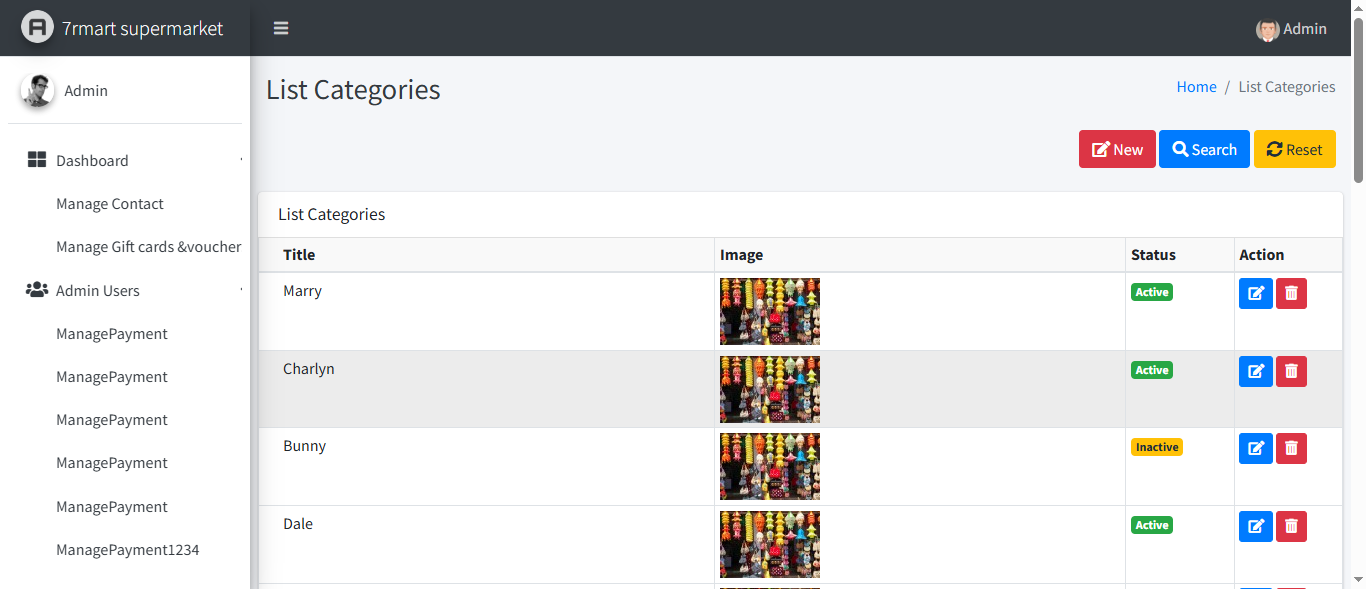 7rmart supermarket
Admin
Admin
List Categories
Home / List Categories
New Search Reset
Dashboard
Manage Contact
Manage Gift cards &voucher
Admin Users
ManagePayment
ManagePayment
ManagePayment
ManagePayment
ManagePayment
ManagePayment1234
List Categories
Title Image Status Action
Marry Active
Charlyn Active
Bunny Inactive
Dale Active